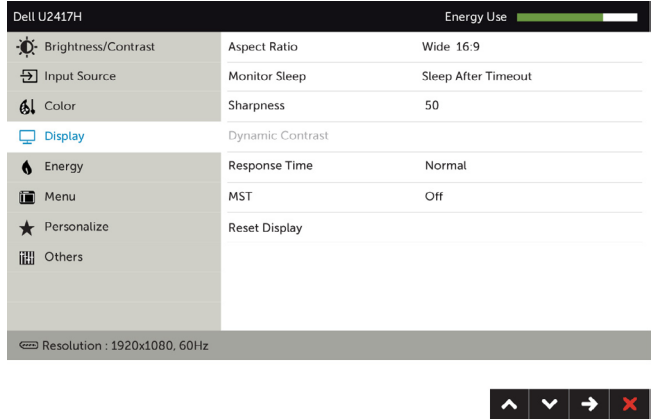 Dell U2417H Energy Use
Brightness/Contrast Aspect Ratio Wide 16:9
Input Source Monitor Sleep Sleep After Timeout
Color Sharpness 50
Display Dynamic Contrast
Energy Response Time Normal
Menu MST Off
Personalize Reset Display
Others
Resolution : 1920x1080, 60Hz